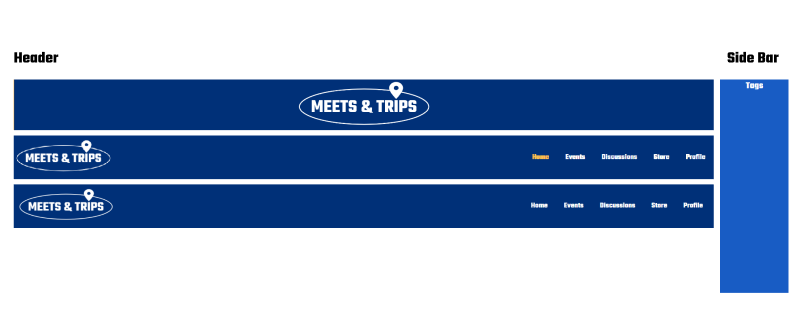 Header
Side Bar
Tags
MEETS & TRIPS
MEETS & TRIPS
Home Events Discussions Store Profile
MEETS & TRIPS
Home Events Discussions Store Profile